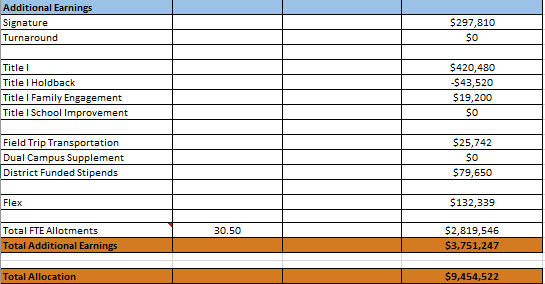 Additional Earnings
Signature $297,810
Turnaround $0
Title I $420,480
Title I Holdback -$43,520
Title I Family Engagement $19,200
Title I School Improvement $0
Field Trip Transportation $25,742
Dual Campus Supplement $0
District Funded Stipends $79,650
Flex $132,339
Total FTE Allotments 30.50 $2,819,546
Total Additional Earnings $3,751,247
Total Allocation $9,454,522